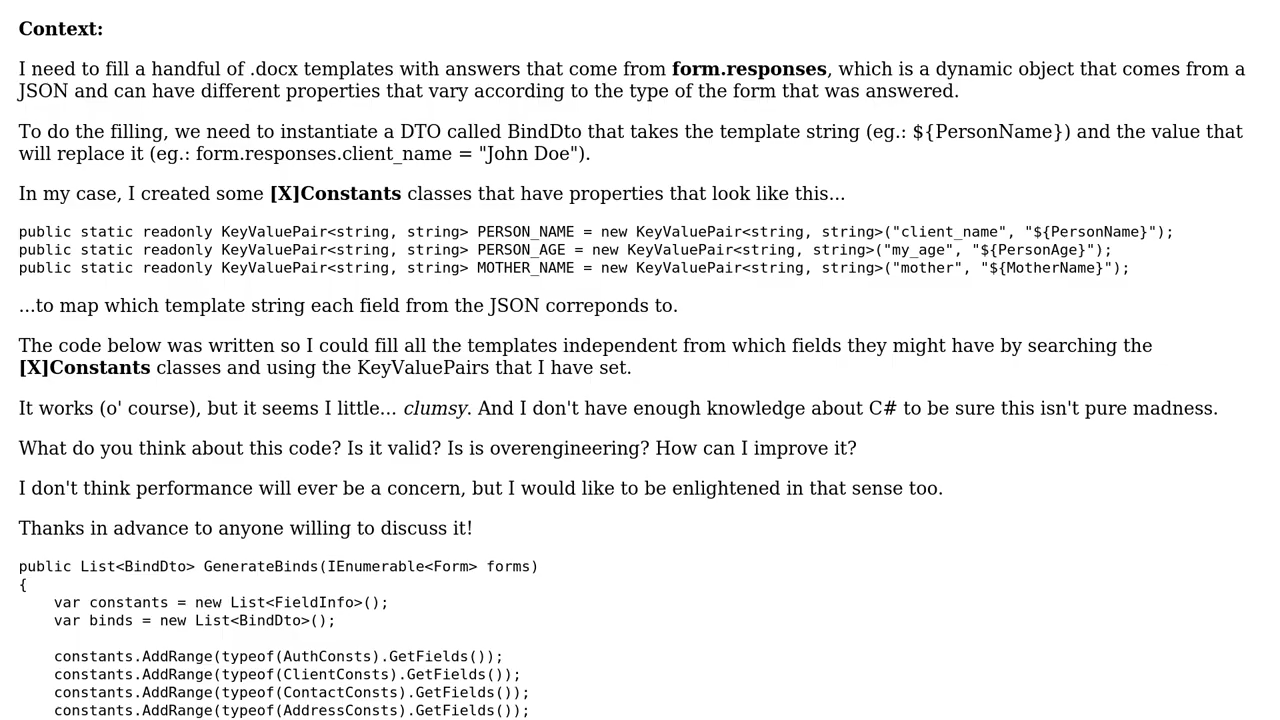 Context:
I need to fill a handful of .docx templates with answers that come from form.responses, which is a dynamic object that comes from a
JSON and can have different properties that vary according to the type of the form that was answered.
To do the filling, we need to instantiate a DTO called BindDto that takes the template string (eg.: ${PersonName}) and the value that
will replace it (eg.: form.responses.client_name = "John Doe").
In my case, I created some [X]Constants classes that have properties that look like this...
public static readonly KeyValuePair<string, string> PERSON_NAME = new KeyValuePair<string, string>("client_name", "${PersonName}");
public static readonly KeyValuePair<string, string> PERSON_AGE = new KeyValuePair<string, string>("my_age", "${PersonAge}");
public static readonly KeyValuePair<string, string> MOTHER_NAME = new KeyValuePair<string, string>("mother", "${MotherName}");
...to map which template string each field from the JSON correponds to.
The code below was written so I could fill all the templates independent from which fields they might have by searching the
[X]Constants classes and using the KeyValuePairs that I have set.
It works (o' course), but it seems I little... clumsy. And I don't have enough knowledge about C# to be sure this isn't pure madness.
What do you think about this code? Is it valid? Is is overengineering? How can I improve it?
I don't think performance will ever be a concern, but I would like to be enlightened in that sense too.
Thanks in advance to anyone willing to discuss it!
public List<BindDto> GenerateBinds(IEnumerable<Form> forms)
{
    var constants = new List<FieldInfo>();
    var binds = new List<BindDto>();
    constants.AddRange(typeof(AuthConsts).GetFields());
    constants.AddRange(typeof(ClientConsts).GetFields());
    constants.AddRange(typeof(ContactConsts).GetFields());
    constants.AddRange(typeof(AddressConsts).GetFields());